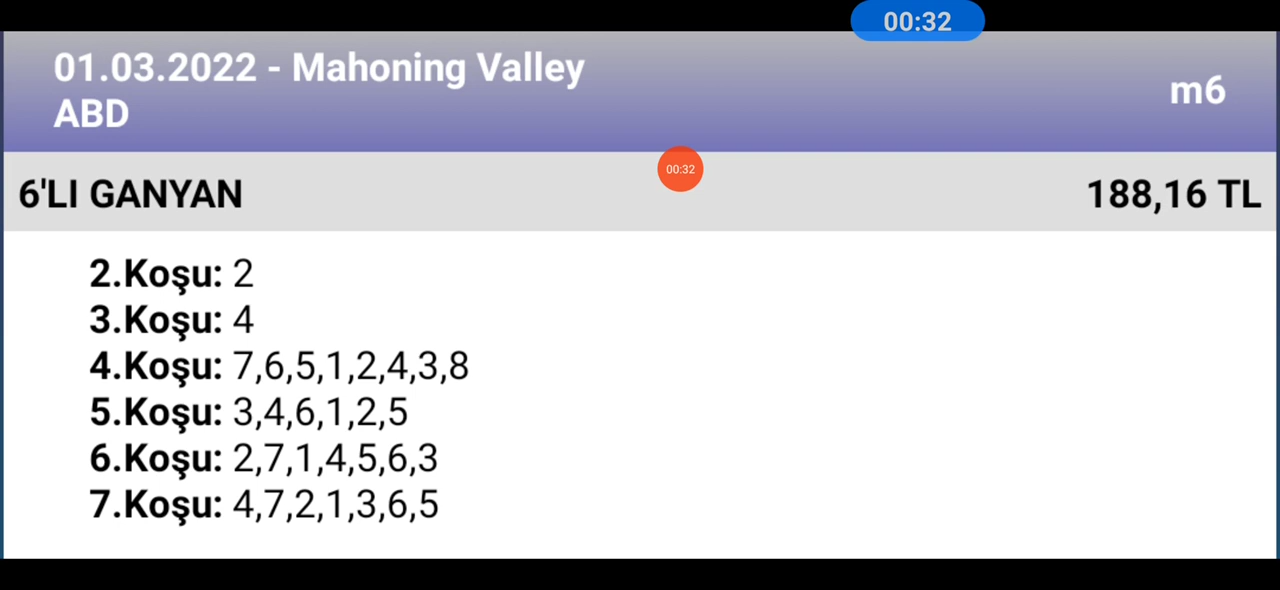 00:32
01.03.2022 - Mahoning Valley
ABD
m6
00:32
6'LI GANYAN
188,16 TL
2.Koşu: 2
3.Koşu: 4
4.Koşu: 7,6,5,1,2,4,3,8
5.Koşu: 3,4,6,1,2,5
6.Koşu: 2,7,1,4,5,6,3
7.Koşu: 4,7,2,1,3,6,5